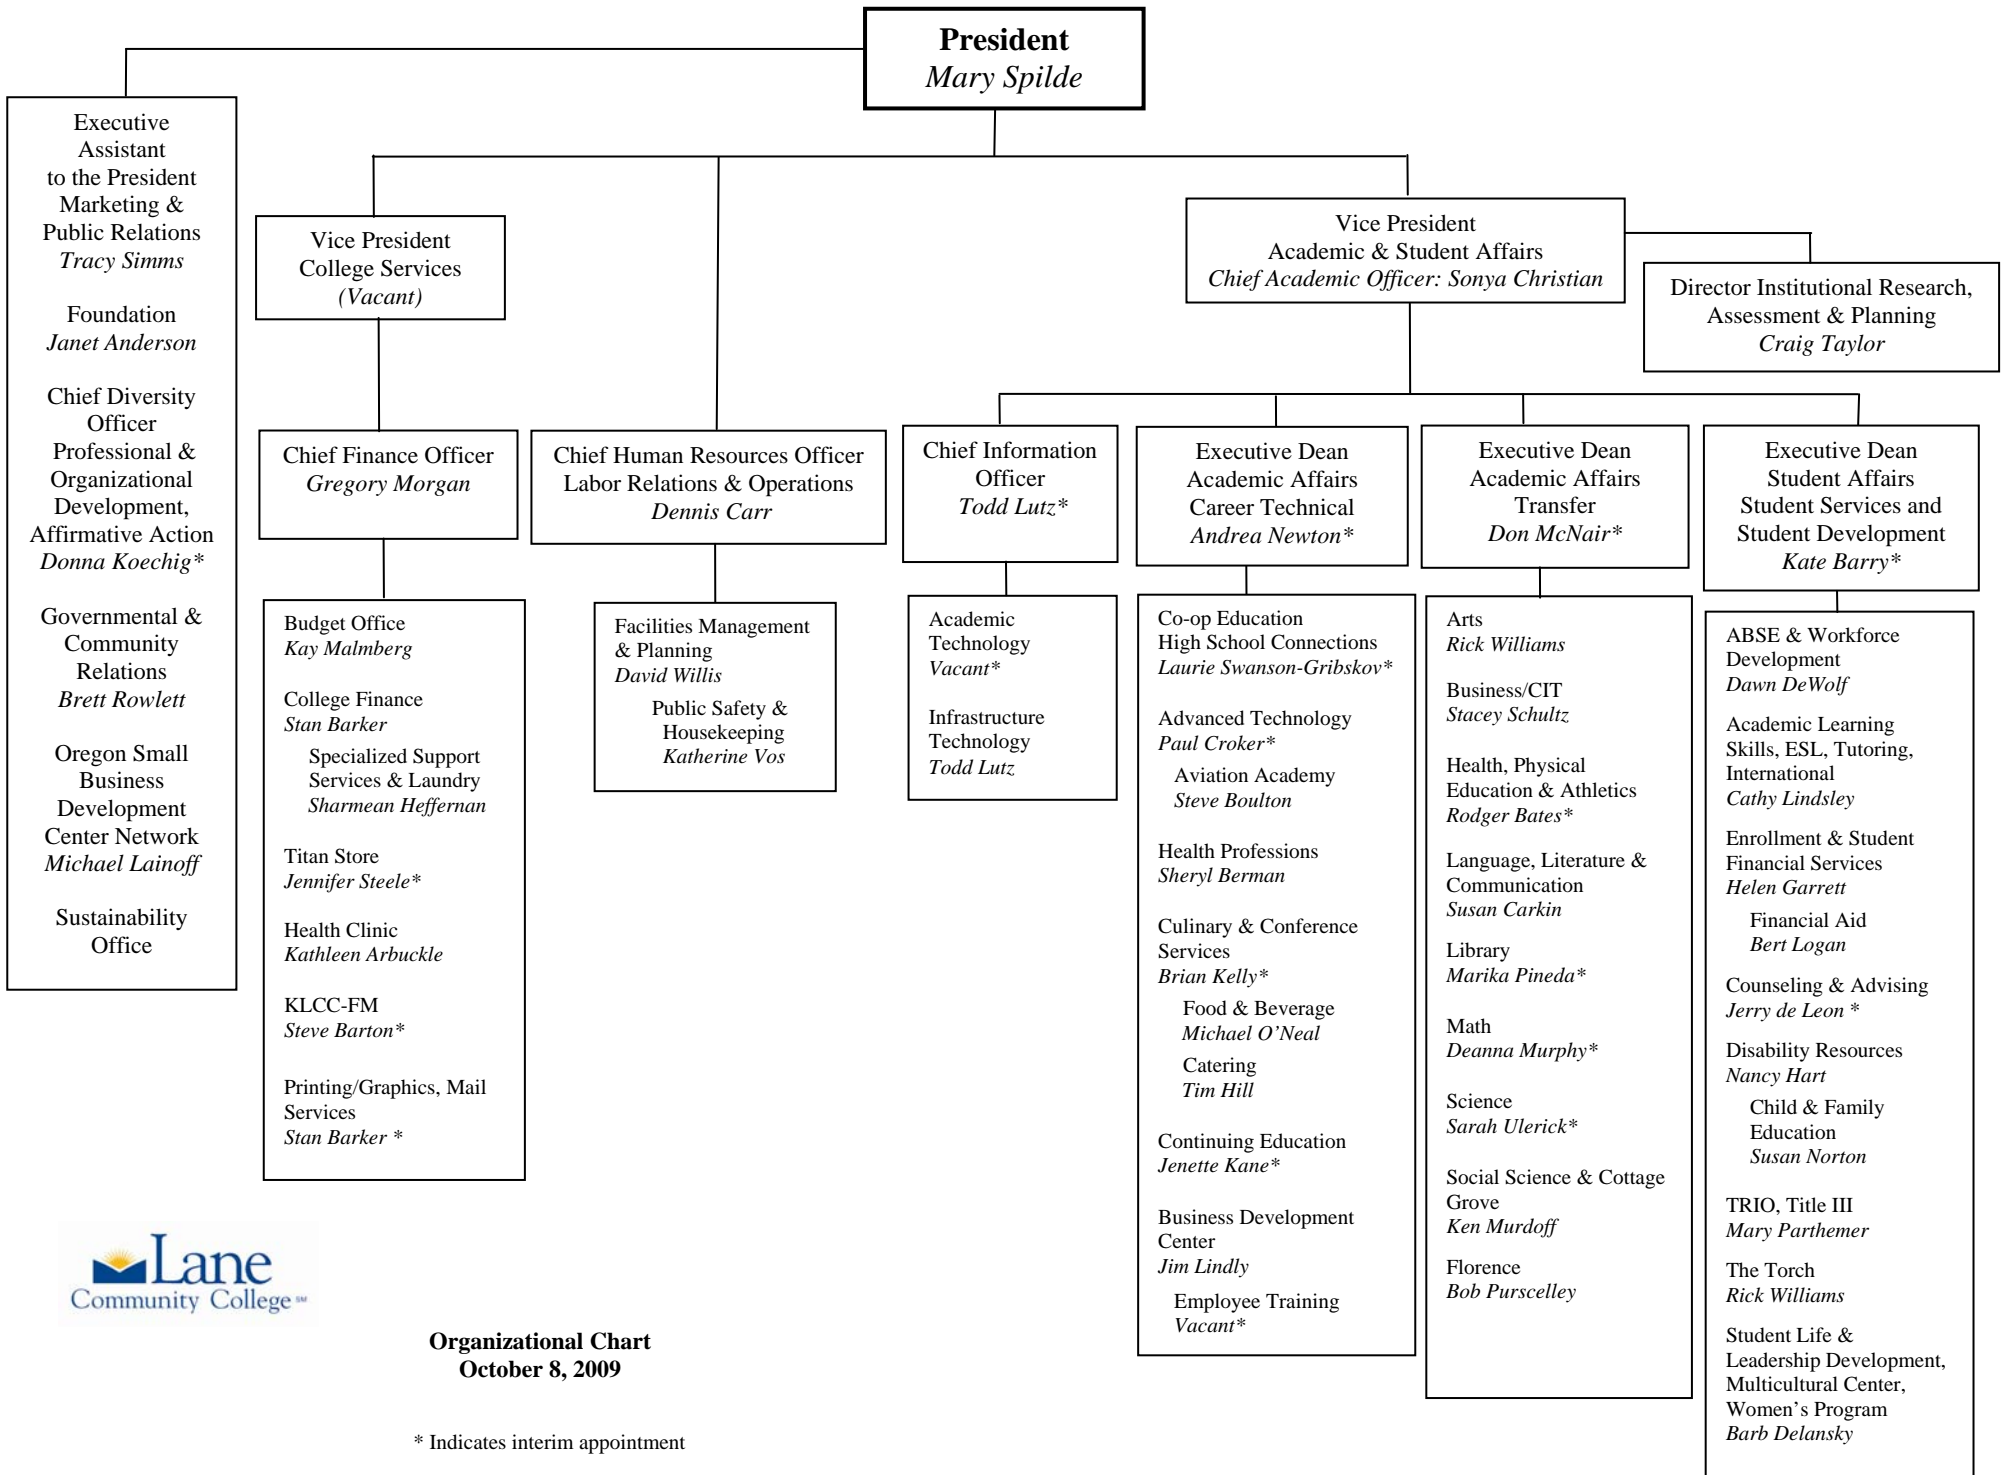 President
Mary Spilde
Executive
Assistant
to the President
Marketing &
Public Relations
Tracy Simms
Foundation
Janet Anderson
Chief Diversity
Officer
Professional &
Organizational
Development,
Affirmative Action
Donna Koechig*
Governmental &
Community
Relations
Brett Rowlett
Oregon Small
Business
Development
Center Network
Michael Lainoff
Sustainability
Office
Vice President
College Services
(Vacant)
Vice President
Academic & Student Affairs
Chief Academic Officer: Sonya Christian
Director Institutional Research,
Assessment & Planning
Craig Taylor
Chief Finance Officer
Gregory Morgan
Budget Office
Kay Malmberg
College Finance
Stan Barker
Specialized Support
Services & Laundry
Sharmean Heffernan
Titan Store
Jennifer Steele*
Health Clinic
Kathleen Arbuckle
KLCC-FM
Steve Barton*
Printing/Graphics, Mail
Services
Stan Barker *
Chief Human Resources Officer
Labor Relations & Operations
Dennis Carr
Facilities Management
& Planning
David Willis
Public Safety &
Housekeeping
Katherine Vos
Chief Information
Officer
Todd Lutz*
Academic
Technology
Vacant*
Infrastructure
Technology
Todd Lutz
Executive Dean
Academic Affairs
Career Technical
Andrea Newton*
Co-op Education
High School Connections
Laurie Swanson-Gribskov*
Advanced Technology
Paul Croker*
Aviation Academy
Steve Boulton
Health Professions
Sheryl Berman
Culinary & Conference
Services
Brian Kelly*
Food & Beverage
Michael O’Neal
Catering
Tim Hill
Continuing Education
Jenette Kane*
Business Development
Center
Jim Lindly
Employee Training
Vacant*
Executive Dean
Academic Affairs
Transfer
Don McNair*
Arts
Rick Williams
Business/CIT
Stacey Schultz
Health, Physical
Education & Athletics
Rodger Bates*
Language, Literature &
Communication
Susan Carkin
Library
Marika Pineda*
Math
Deanna Murphy*
Science
Sarah Ulerick*
Social Science & Cottage
Grove
Ken Murdoff
Florence
Bob Purscelley
Executive Dean
Student Affairs
Student Services and
Student Development
Kate Barry*
ABSE & Workforce
Development
Dawn DeWolf
Academic Learning
Skills, ESL, Tutoring,
International
Cathy Lindsley
Enrollment & Student
Financial Services
Helen Garrett
Financial Aid
Bert Logan
Counseling & Advising
Jerry de Leon *
Disability Resources
Nancy Hart
Child & Family
Education
Susan Norton
TRIO, Title III
Mary Parthemer
The Torch
Rick Williams
Student Life &
Leadership Development,
Multicultural Center,
Women’s Program
Barb Delansky
Lane
Community College SM
Organizational Chart
October 8, 2009
* Indicates interim appointment